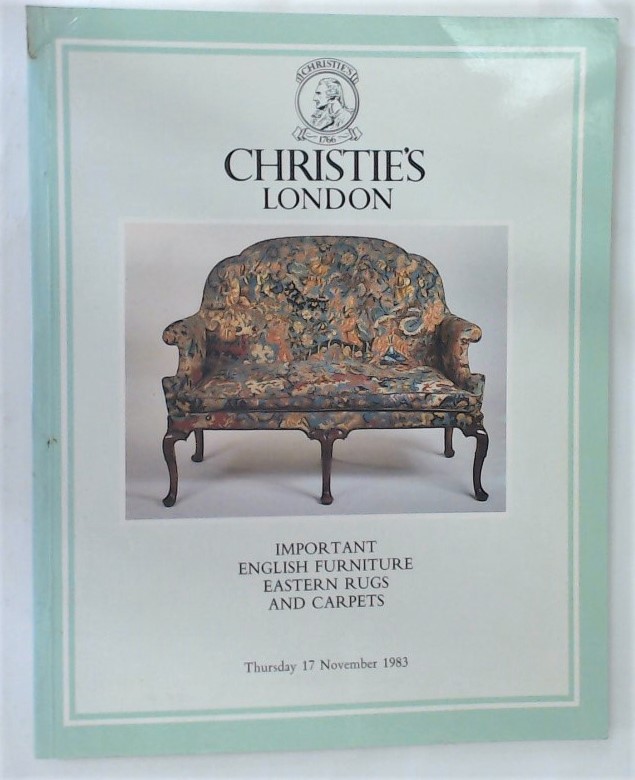 CHRISTIE'S
1766
CHRISTIE'S
LONDON
IMPORTANT
ENGLISH FURNITURE
EASTERN RUGS
AND CARPETS
Thursday 17 November 1983